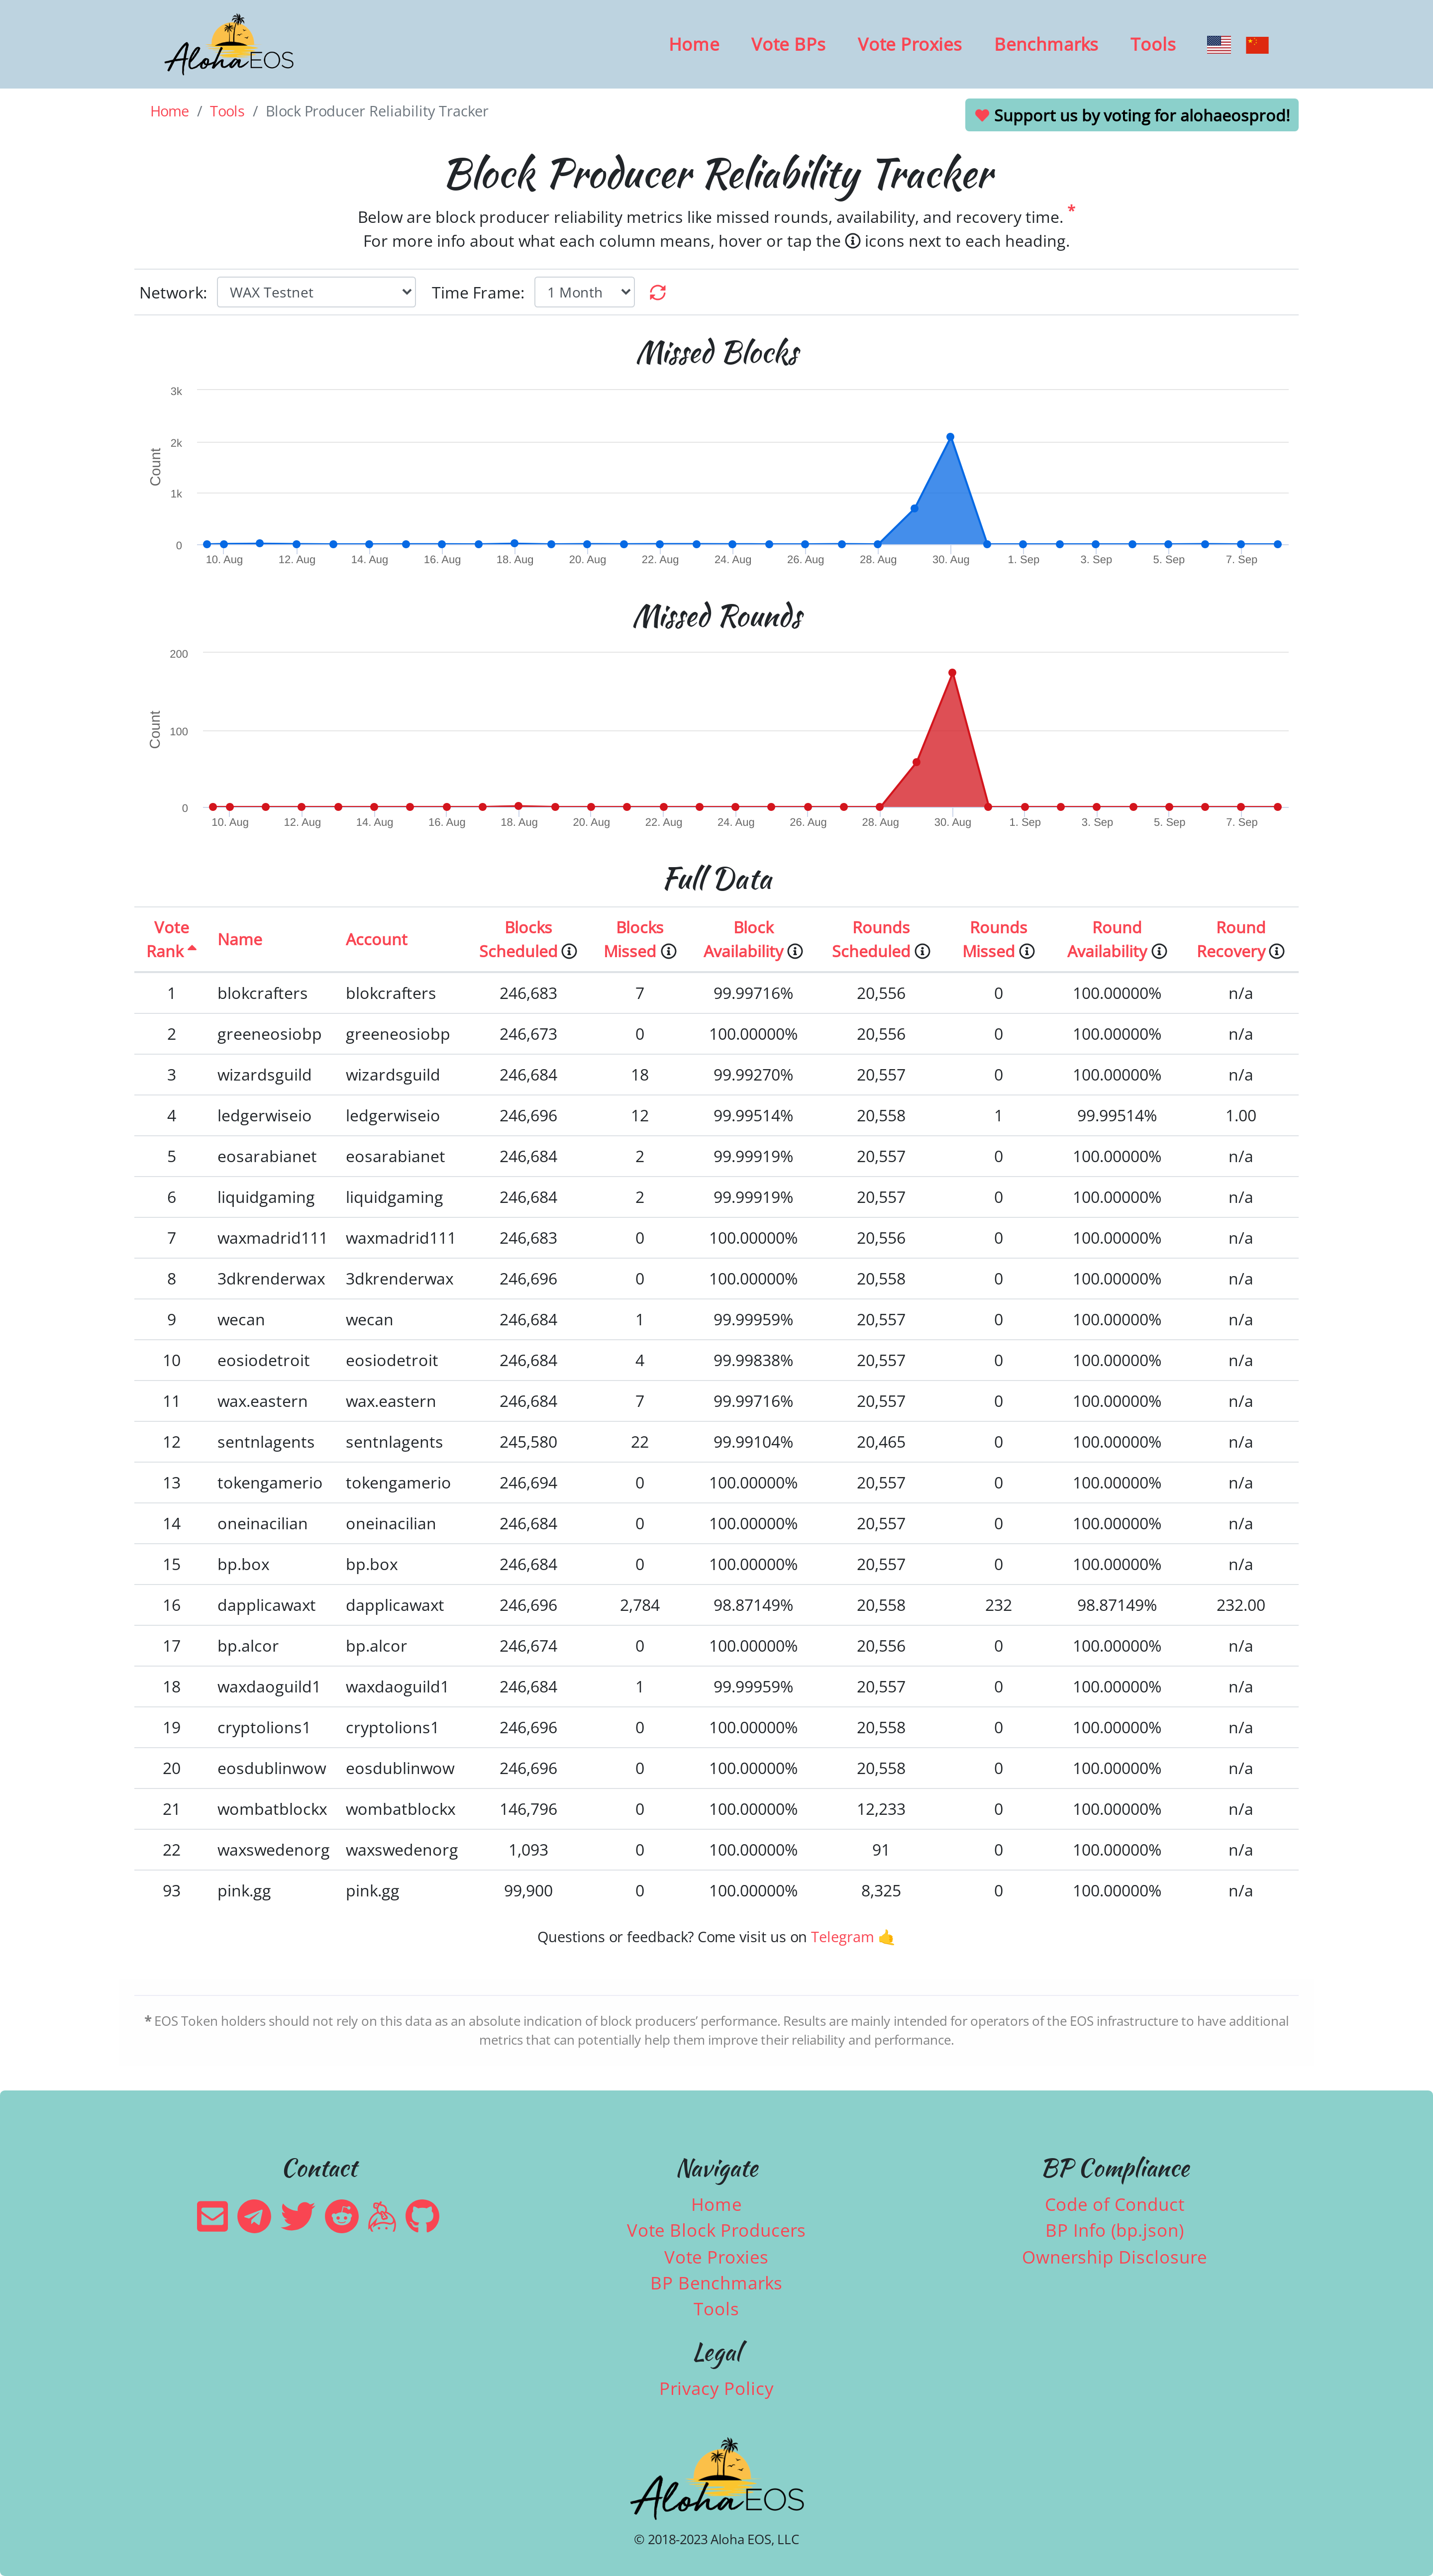 Aloha EOS
Home Vote BPs Vote Proxies Benchmarks Tools
Home / Tools / Block Producer Reliability Tracker
Support us by voting for alohaeosprod!
Block Producer Reliability Tracker
Below are block producer reliability metrics like missed rounds, availability, and recovery time. *
For more info about what each column means, hover or tap the icons next to each heading.
Network: WAX Testnet Time Frame: 1 Month
Missed Blocks
3k
2k
1k
0
Count
10. Aug 12. Aug 14. Aug 16. Aug 18. Aug 20. Aug 22. Aug 24. Aug 26. Aug 28. Aug 30. Aug 1. Sep 3. Sep 5. Sep 7. Sep
Missed Rounds
200
100
0
Count
10. Aug 12. Aug 14. Aug 16. Aug 18. Aug 20. Aug 22. Aug 24. Aug 26. Aug 28. Aug 30. Aug 1. Sep 3. Sep 5. Sep 7. Sep
Full Data
Vote Rank Name Account Blocks Scheduled Blocks Missed Block Availability Rounds Scheduled Rounds Missed Round Availability Round Recovery
1 blokcrafters blokcrafters 246,683 7 99.99716% 20,556 0 100.00000% n/a
2 greeneosiobp greeneosiobp 246,673 0 100.00000% 20,556 0 100.00000% n/a
3 wizardsguild wizardsguild 246,684 18 99.99270% 20,557 0 100.00000% n/a
4 ledgerwiseio ledgerwiseio 246,696 12 99.99514% 20,558 1 99.99514% 1.00
5 eosarabianet eosarabianet 246,684 2 99.99919% 20,557 0 100.00000% n/a
6 liquidgaming liquidgaming 246,684 2 99.99919% 20,557 0 100.00000% n/a
7 waxmadrid111 waxmadrid111 246,683 0 100.00000% 20,556 0 100.00000% n/a
8 3dkrenderwax 3dkrenderwax 246,696 0 100.00000% 20,558 0 100.00000% n/a
9 wecan wecan 246,684 1 99.99959% 20,557 0 100.00000% n/a
10 eosiodetroit eosiodetroit 246,684 4 99.99838% 20,557 0 100.00000% n/a
11 wax.eastern wax.eastern 246,684 7 99.99716% 20,557 0 100.00000% n/a
12 sentnlagents sentnlagents 245,580 22 99.99104% 20,465 0 100.00000% n/a
13 tokengamerio tokengamerio 246,694 0 100.00000% 20,557 0 100.00000% n/a
14 oneinacilian oneinacilian 246,684 0 100.00000% 20,557 0 100.00000% n/a
15 bp.box bp.box 246,684 0 100.00000% 20,557 0 100.00000% n/a
16 dapplicawaxt dapplicawaxt 246,696 2,784 98.87149% 20,558 232 98.87149% 232.00
17 bp.alcor bp.alcor 246,674 0 100.00000% 20,556 0 100.00000% n/a
18 waxdaoguild1 waxdaoguild1 246,684 1 99.99959% 20,557 0 100.00000% n/a
19 cryptolions1 cryptolions1 246,696 0 100.00000% 20,558 0 100.00000% n/a
20 eosdublinwow eosdublinwow 246,696 0 100.00000% 20,558 0 100.00000% n/a
21 wombatblockx wombatblockx 146,796 0 100.00000% 12,233 0 100.00000% n/a
22 waxswedenorg waxswedenorg 1,093 0 100.00000% 91 0 100.00000% n/a
93 pink.gg pink.gg 99,900 0 100.00000% 8,325 0 100.00000% n/a
Questions or feedback? Come visit us on Telegram 🤙
* EOS Token holders should not rely on this data as an absolute indication of block producers’ performance. Results are mainly intended for operators of the EOS infrastructure to have additional
metrics that can potentially help them improve their reliability and performance.
Contact
Navigate
Home
Vote Block Producers
Vote Proxies
BP Benchmarks
Tools
Legal
Privacy Policy
BP Compliance
Code of Conduct
BP Info (bp.json)
Ownership Disclosure
Aloha EOS
© 2018-2023 Aloha EOS, LLC